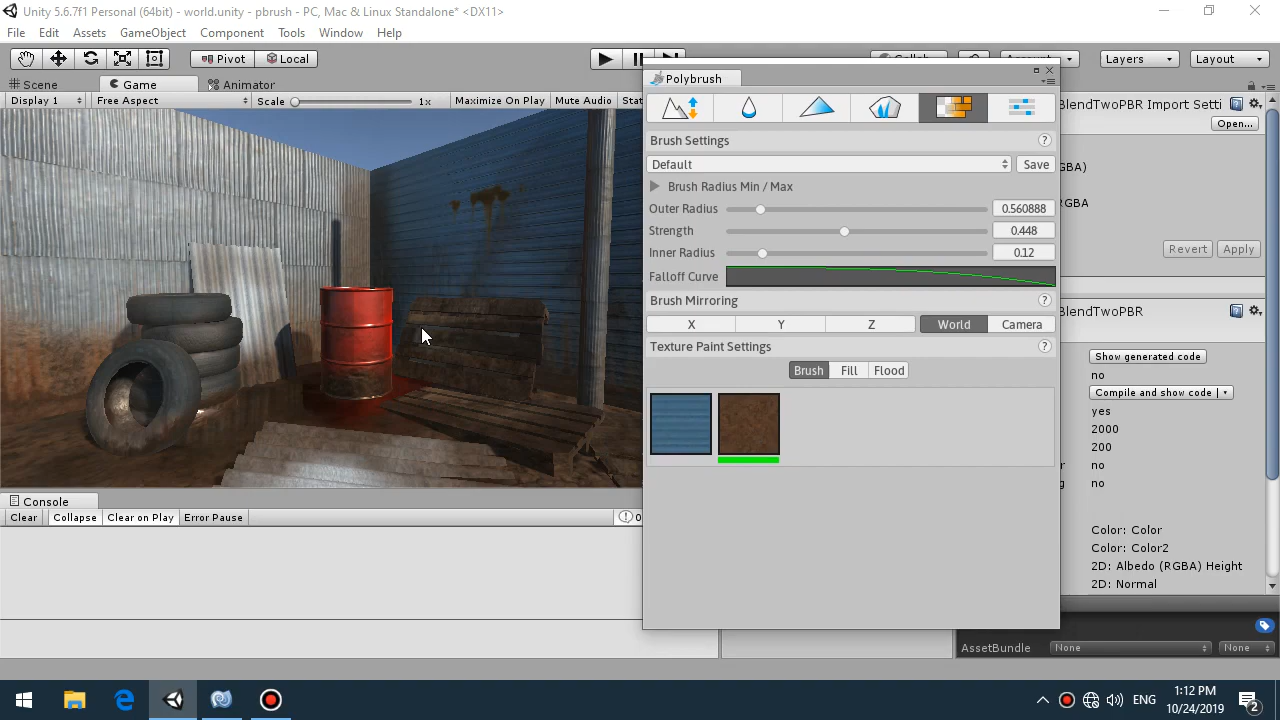 Unity 5.6.7f1 Personal (64bit) - world.unity - pbrush - PC, Mac & Linux Standalone* <DX11>
File Edit Assets GameObject Component Tools Window Help
Pivot Local Layers Layout
Scene Game Animator
Display 1 Free Aspect Scale 1x Maximize On Play Mute Audio Stat
Polybrush
BlendTwoPBR Import Setti
Open...
Brush Settings ?
Default Save
RGBA)
Brush Radius Min / Max
Outer Radius 0.560888
RGBA
Strength 0.448
Inner Radius 0.12
Revert Apply
Falloff Curve
Brush Mirroring ?
BlendTwoPBR
X Y Z World Camera
Texture Paint Settings ?
Show generated code
Brush Fill Flood
no
Compile and show code
yes
2000
200
no
no
Console
Clear Collapse Clear on Play Error Pause 0
Color: Color
Color: Color2
2D: Albedo (RGBA) Height
2D: Normal
AssetBundle None None
ENG 1:12 PM
10/24/2019 2